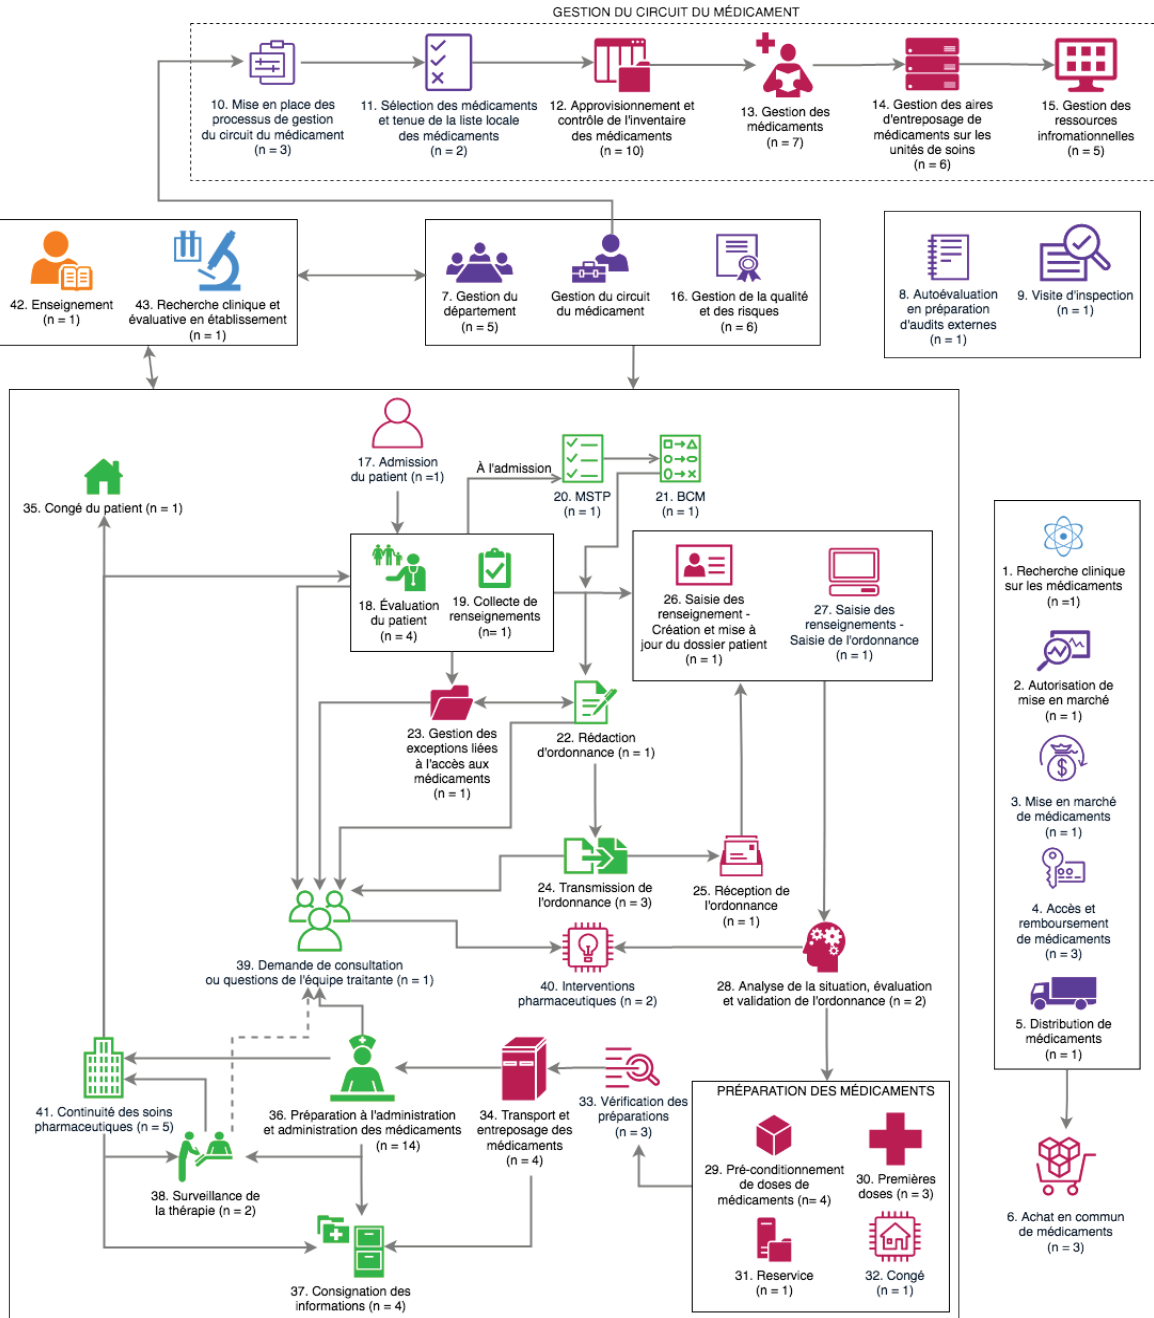 GESTION DU CIRCUIT DU MÉDICAMENT
10. Mise en place des
processus de gestion
du circuit du médicament
(n = 3)
11. Sélection des médicaments
et tenue de la liste locale
des médicaments
(n = 2)
12. Approvisionnement et
contrôle de l'inventaire
des médicaments
(n = 10)
13. Gestion des
médicaments
(n = 7)
14. Gestion des aires
d'entreposage de
médicaments sur les
unités de soins
(n = 6)
15. Gestion des
ressources
infromationnelles
(n = 5)
42. Enseignement
(n = 1)
43. Recherche clinique et
évaluative en établissement
(n = 1)
7. Gestion du
département
(n = 5)
Gestion du circuit
du médicament
16. Gestion de la qualité
et des risques
(n = 6)
8. Autoévaluation
en préparation
d'audits externes
(n = 1)
9. Visite d'inspection
(n = 1)
17. Admission
du patient (n =1)
À l'admission
20. MSTP
(n = 1)
21. BCM
(n = 1)
35. Congé du patient (n = 1)
18. Évaluation
du patient
(n = 4)
19. Collecte de
renseignements
(n= 1)
26. Saisie des
renseignement -
Création et mise à
jour du dossier patient
(n = 1)
27. Saisie des
renseignements -
Saisie de l'ordonnance
(n = 1)
1. Recherche clinique
sur les médicaments
(n =1)
2. Autorisation de
mise en marché
(n = 1)
3. Mise en marché
de médicaments
(n = 1)
4. Accès et
remboursement
de médicaments
(n = 3)
5. Distribution de
médicaments
(n = 1)
6. Achat en commun
de médicaments
(n = 3)
23. Gestion des
exceptions liées
à l'accès aux
médicaments
(n = 1)
22. Rédaction
d'ordonnance (n = 1)
24. Transmission de
l'ordonnance (n = 3)
25. Réception de
l'ordonnance
(n = 1)
39. Demande de consultation
ou questions de l'équipe traitante (n = 1)
40. Interventions
pharmaceutiques (n = 2)
28. Analyse de la situation, évaluation
et validation de l'ordonnance (n = 2)
41. Continuité des soins
pharmaceutiques (n = 5)
36. Préparation à l'administration
et administration des médicaments
(n = 14)
34. Transport et
entreposage des
médicaments
(n = 4)
33. Vérification des
préparations
(n = 3)
PRÉPARATION DES MÉDICAMENTS
29. Pré-conditionnement
de doses de
médicaments (n = 4)
30. Premières
doses (n = 3)
31. Reservice
(n = 1)
32. Congé
(n = 1)
38. Surveillance de
la thérapie (n = 2)
37. Consignation des
informations (n = 4)